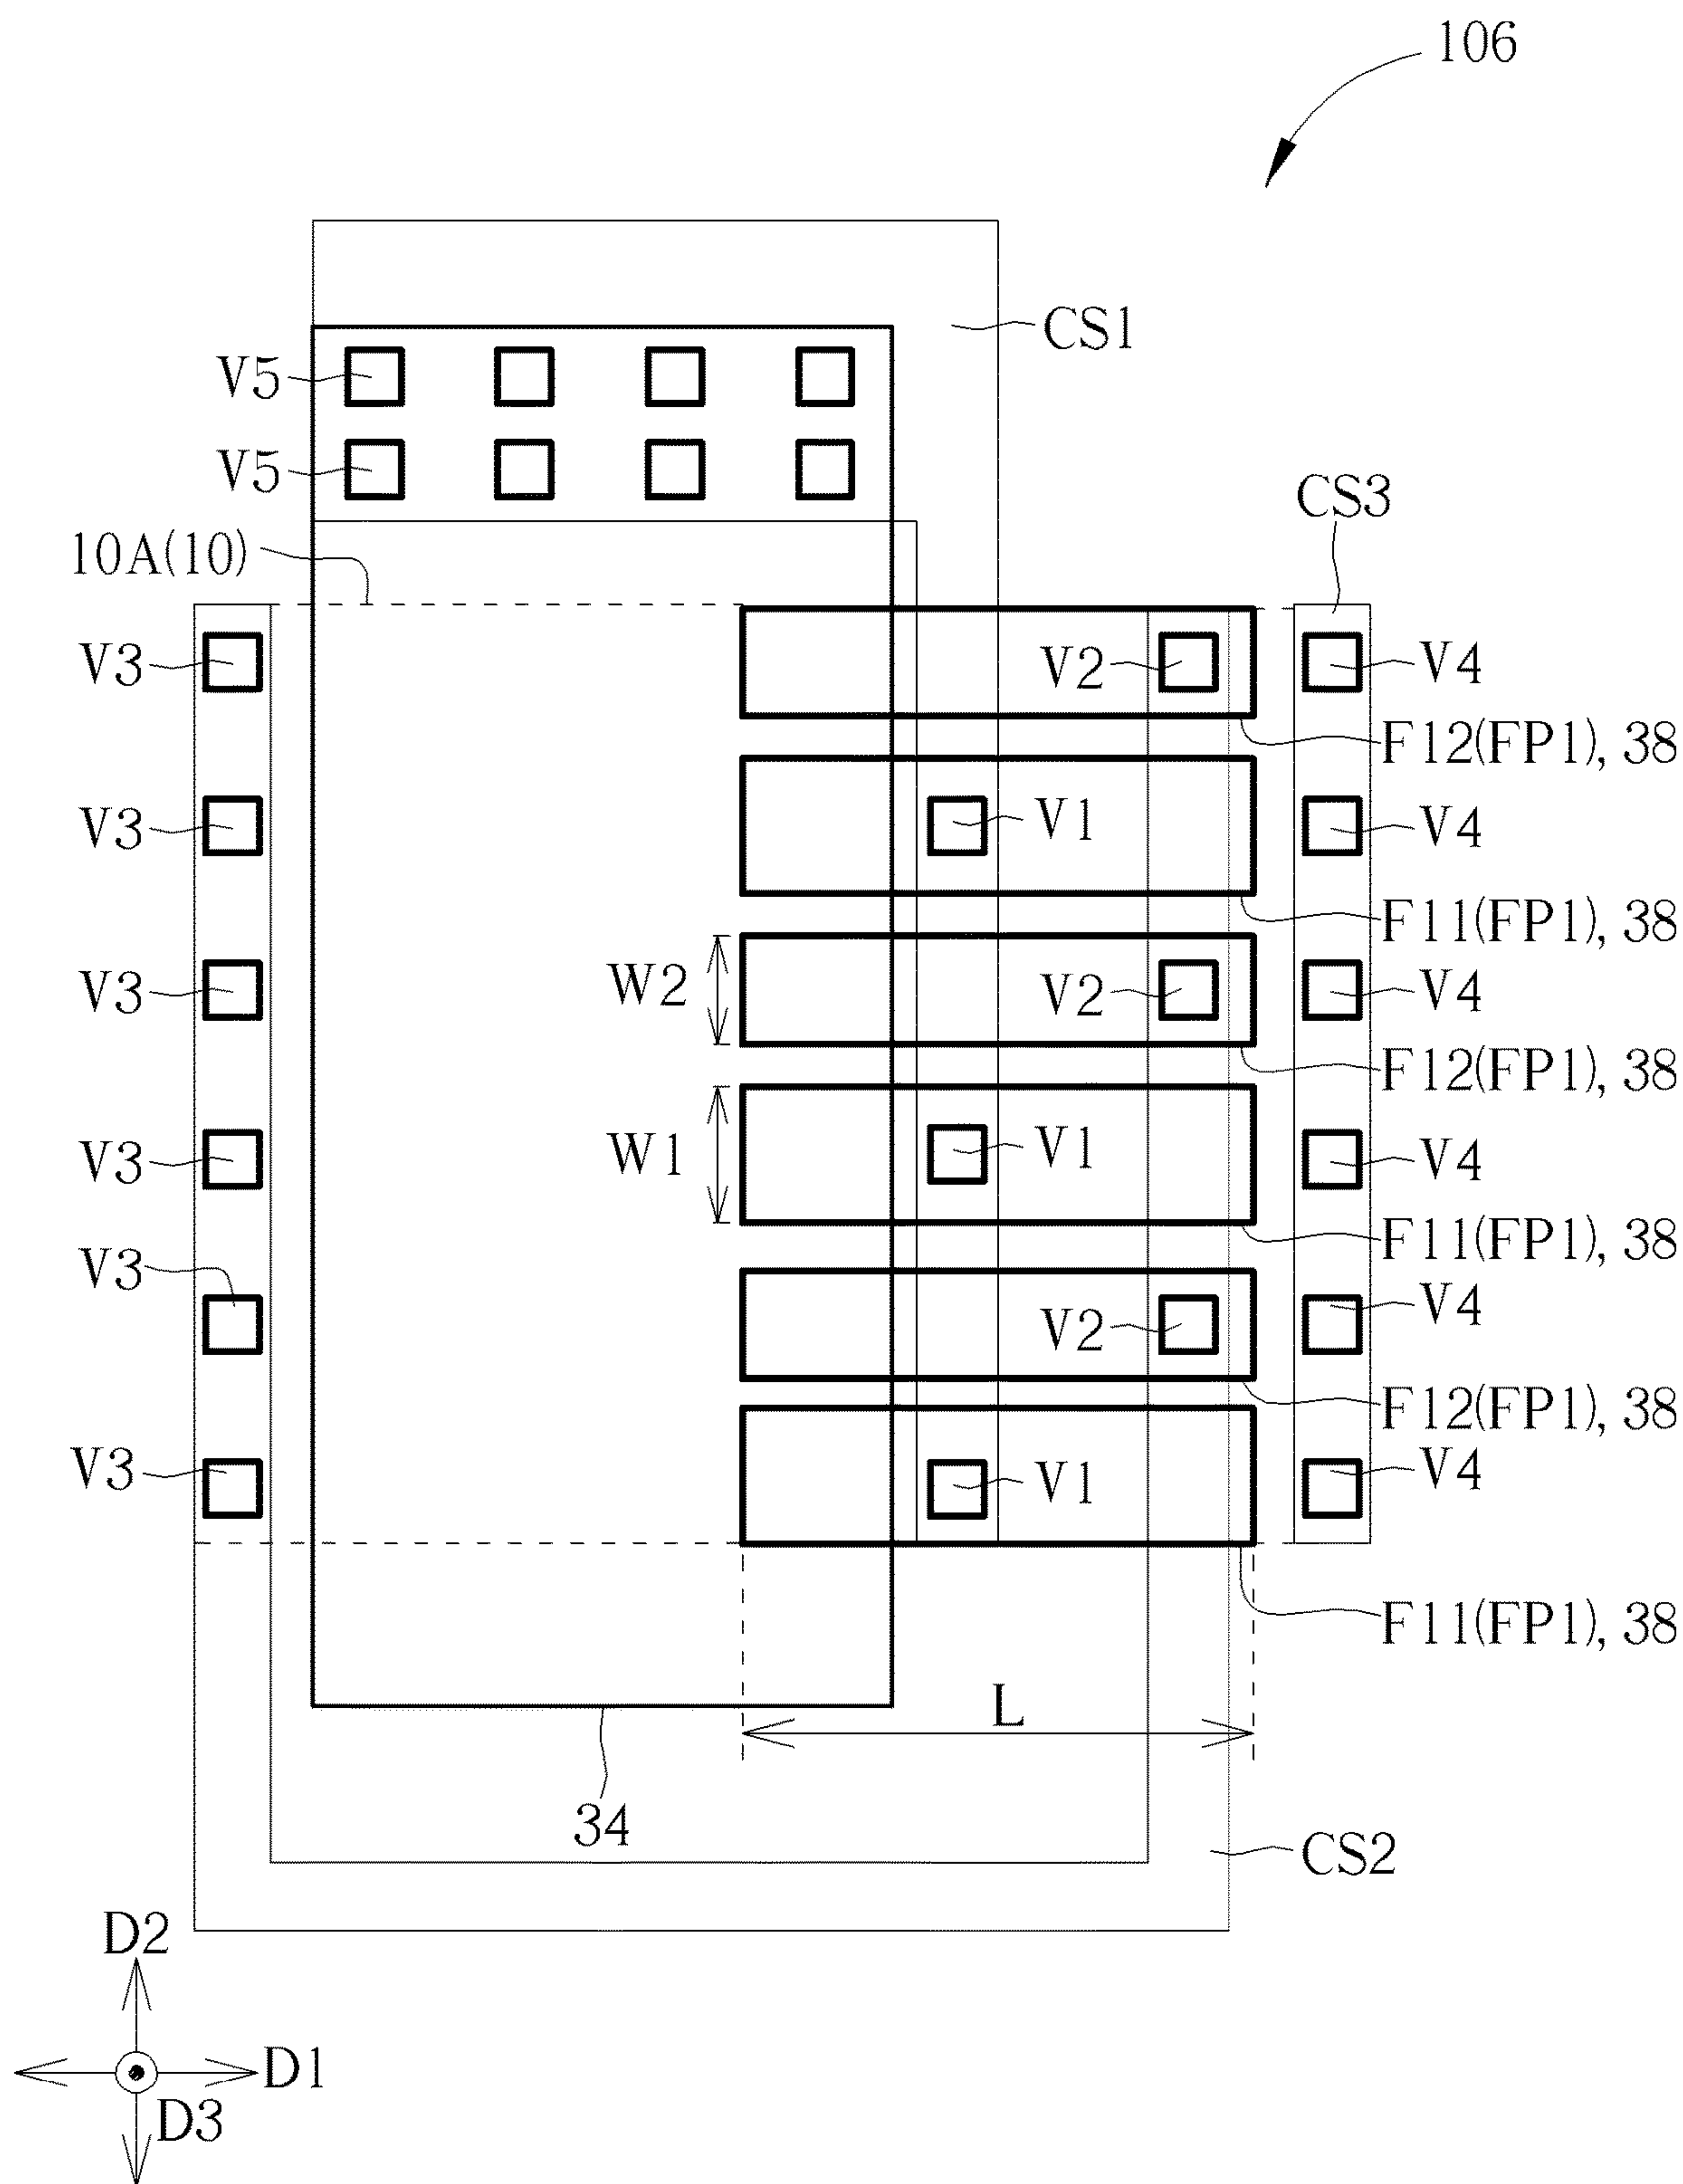 106
CS1
V5
V5
CS3
10A(10)
V3 V2 V4
F12(FP1), 38
V3 V1 V4
F11(FP1), 38
V3 W2 V2 V4
F12(FP1), 38
V3 W1 V1 V4
F11(FP1), 38
V3 V2 V4
F12(FP1), 38
V3 V1 V4
F11(FP1), 38
L
34
CS2
D2
D1
D3